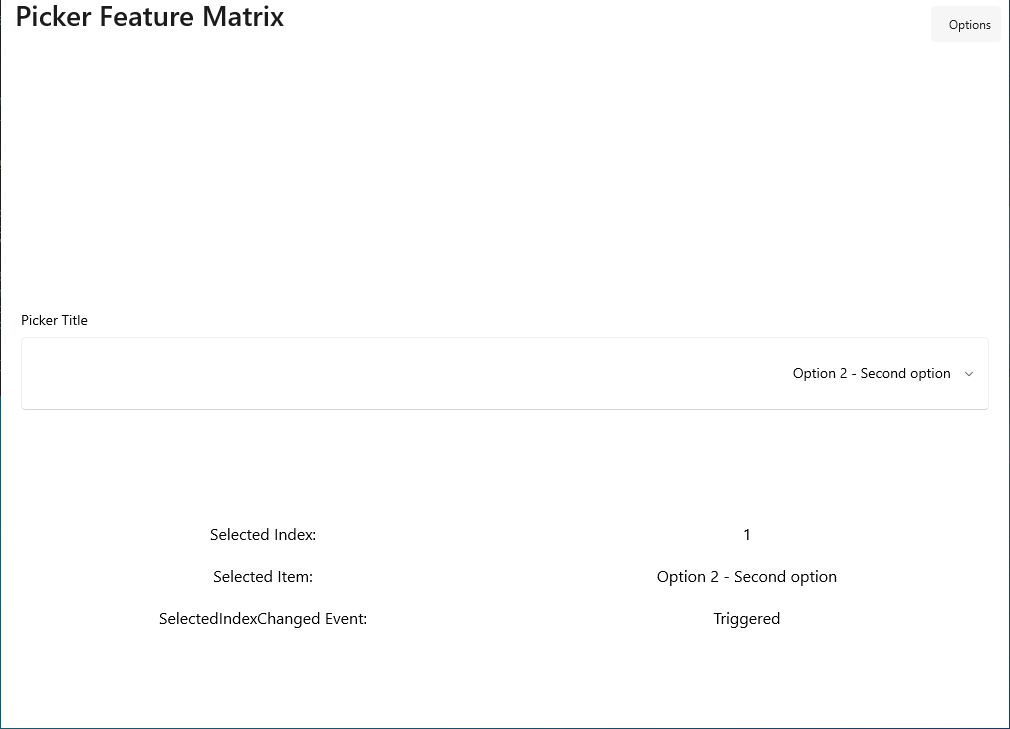 Picker Feature Matrix
Options
Picker Title
Option 2 - Second option
Selected Index: 1
Selected Item: Option 2 - Second option
SelectedIndexChanged Event: Triggered